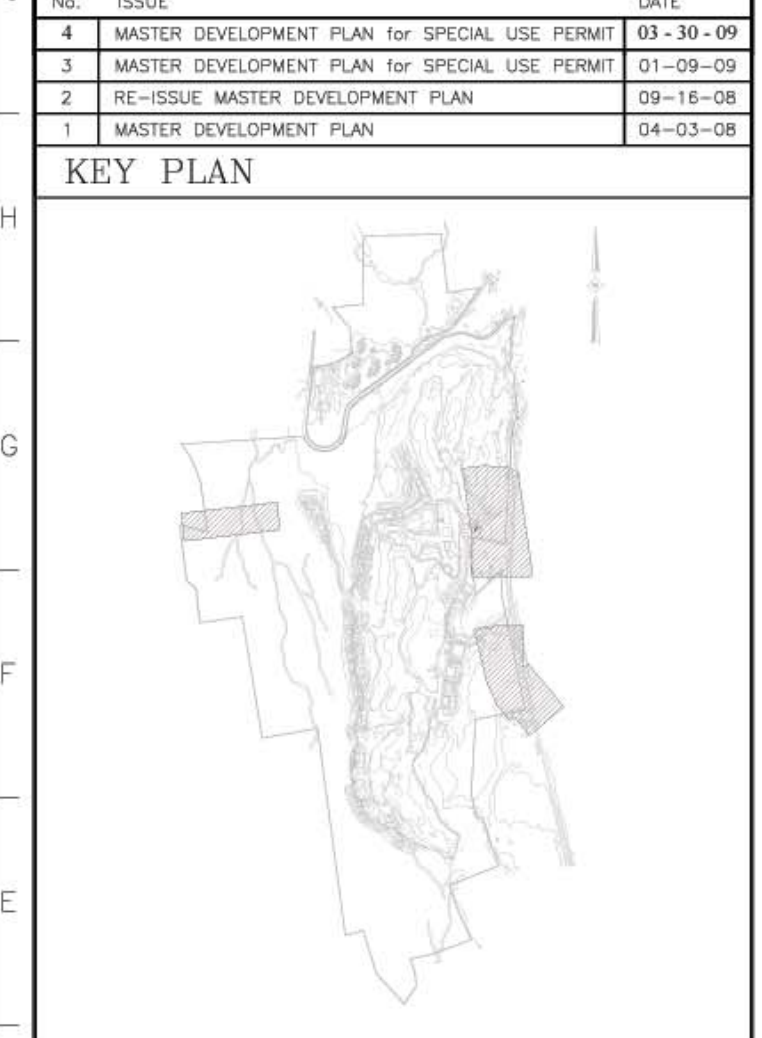 No. ISSUE DATE
4 MASTER DEVELOPMENT PLAN for SPECIAL USE PERMIT 03 - 30 - 09
3 MASTER DEVELOPMENT PLAN for SPECIAL USE PERMIT 01-09-09
2 RE-ISSUE MASTER DEVELOPMENT PLAN 09-16-08
1 MASTER DEVELOPMENT PLAN 04-03-08
KEY PLAN
H
G
F
E